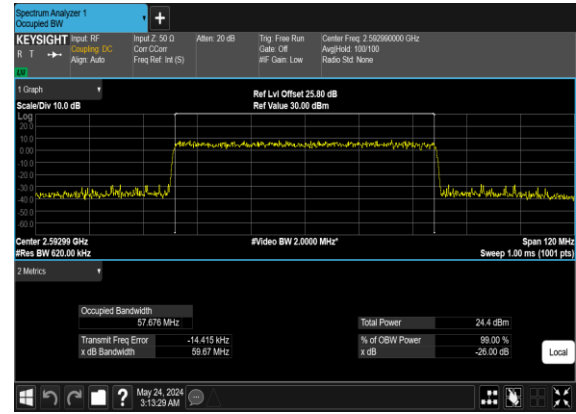 Spectrum Analyzer 1
Occupied BW
+
KEYSIGHT Input: RF Input Z: 50 Ω Atten: 20 dB Trig: Free Run Center Freq: 2.592990000 GHz
R T Coupling: DC Corr CCorr Gate: Off Avg|Hold: 100/100
Align: Auto Freq Ref: Int (S) #IF Gain: Low Radio Std: None
LW
1 Graph Ref Lvl Offset 25.80 dB
Scale/Div 10.0 dB Ref Value 30.00 dBm
Log
20.0
10.0
0.00
-10.0
-20.0
-30.0
-40.0
-50.0
-60.0
Center 2.59299 GHz #Video BW 2.0000 MHz* Span 120 MHz
#Res BW 620.00 kHz Sweep 1.00 ms (1001 pts)
2 Metrics
Occupied Bandwidth
57.676 MHz Total Power 24.4 dBm
Transmit Freq Error -14.415 kHz % of OBW Power 99.00 %
x dB Bandwidth 59.67 MHz x dB -26.00 dB
Local
? May 24, 2024
3:13:29 AM